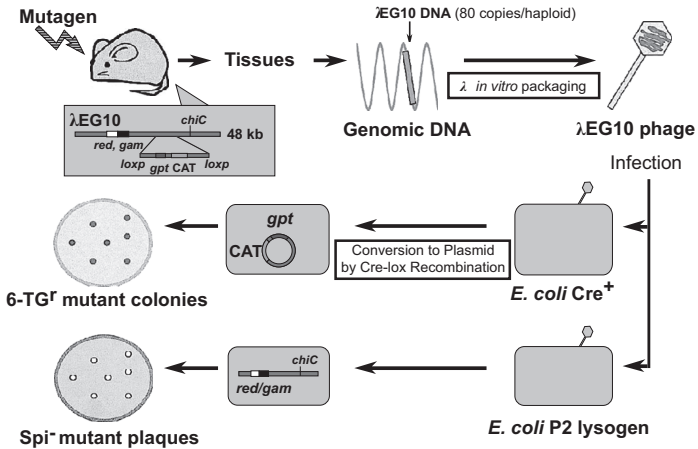 Mutagen
Tissues
λEG10 DNA (80 copies/haploid)
λ in vitro packaging
Genomic DNA
λEG10 phage
λEG10
chiC
48 kb
red, gam
loxp gpt CAT loxp
Infection
gpt
CAT
Conversion to Plasmid
by Cre-lox Recombination
E. coli Cre+
6-TGr mutant colonies
chiC
red/gam
E. coli P2 lysogen
Spi- mutant plaques